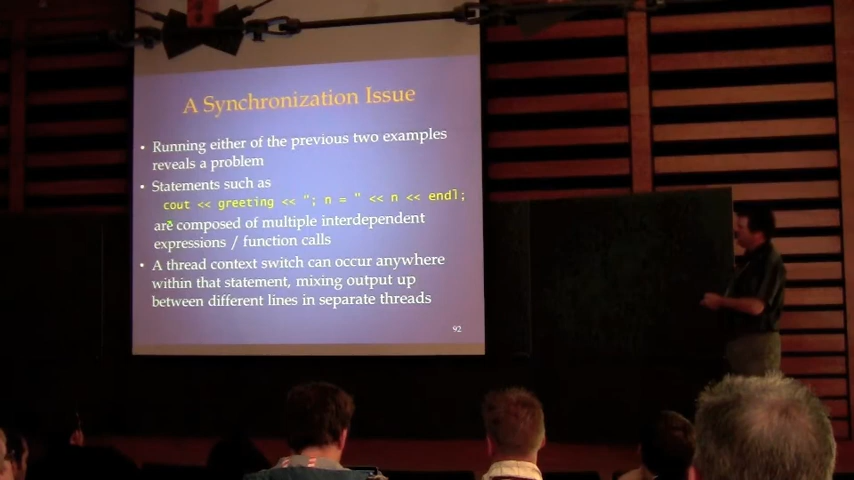 A Synchronization Issue
• Running either of the previous two examples
reveals a problem
• Statements such as
cout << greeting << "; n = " << n << endl;
are composed of multiple interdependent
expressions / function calls
• A thread context switch can occur anywhere
within that statement, mixing output up
between different lines in separate threads
92